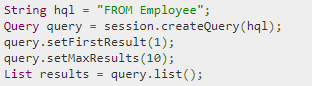 String hql = "FROM Employee";
Query query = session.createQuery(hql);
query.setFirstResult(1);
query.setMaxResults(10);
List results = query.list();